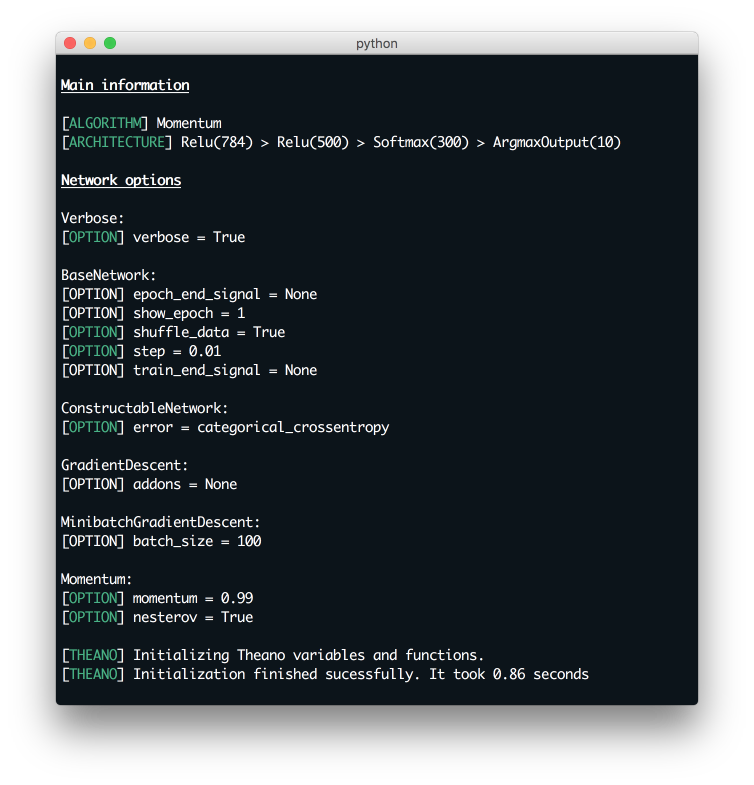 python
Main information
[ALGORITHM] Momentum
[ARCHITECTURE] Relu(784) > Relu(500) > Softmax(300) > ArgmaxOutput(10)
Network options
Verbose:
[OPTION] verbose = True
BaseNetwork:
[OPTION] epoch_end_signal = None
[OPTION] show_epoch = 1
[OPTION] shuffle_data = True
[OPTION] step = 0.01
[OPTION] train_end_signal = None
ConstructableNetwork:
[OPTION] error = categorical_crossentropy
GradientDescent:
[OPTION] addons = None
MinibatchGradientDescent:
[OPTION] batch_size = 100
Momentum:
[OPTION] momentum = 0.99
[OPTION] nesterov = True
[THEANO] Initializing Theano variables and functions.
[THEANO] Initialization finished sucessfully. It took 0.86 seconds